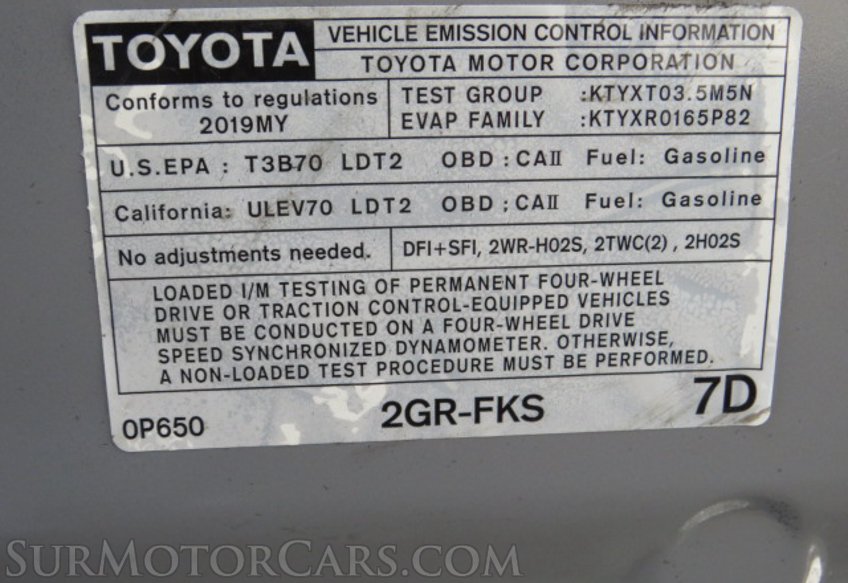 TOYOTA
VEHICLE EMISSION CONTROL INFORMATION
TOYOTA MOTOR CORPORATION
Conforms to regulations
2019MY
TEST GROUP :KTYXT03.5M5N
EVAP FAMILY :KTYXR0165P82
U.S.EPA : T3B70 LDT2 OBD : CAII Fuel: Gasoline
California: ULEV70 LDT2 OBD ; CAII Fuel: Gasoline
No adjustments needed.
DFI+SFI, 2WR-HO2S, 2TWC(2) , 2HO2S
LOADED I/M TESTING OF PERMANENT FOUR-WHEEL
DRIVE OR TRACTION CONTROL-EQUIPPED VEHICLES
MUST BE CONDUCTED ON A FOUR-WHEEL DRIVE
SPEED SYNCHRONIZED DYNAMOMETER. OTHERWISE,
A NON-LOADED TEST PROCEDURE MUST BE PERFORMED.
0P650
2GR-FKS
7D
SURMOTORCARS.COM